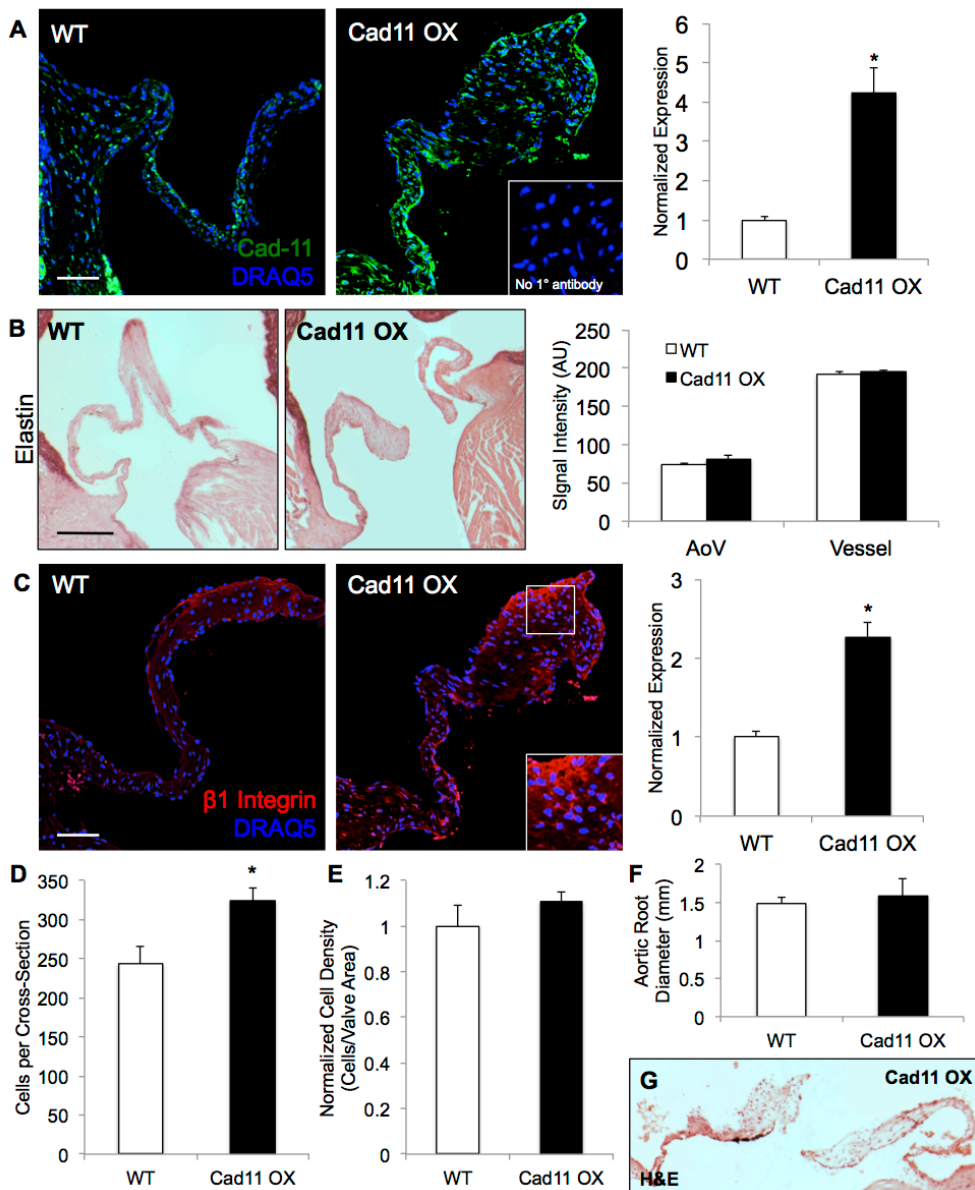 A
WT
Cad-11
DRAQ5
Cad11 OX
No 1° antibody
Normalized Expression
6
5
4
3
2
1
0
*
WT
Cad11 OX
B
Elastin
WT
Cad11 OX
SIgnal Intensity (AU)
250
200
150
100
50
0
WT
Cad11 OX
AoV
Vessel
C
WT
β1 Integrin
DRAQ5
Cad11 OX
Normalized Expression
3
2
1
0
*
WT
Cad11 OX
D
Cells per Cross-Section
350
300
250
200
150
100
50
0
*
WT
Cad11 OX
E
Normalized Cell Density
(Cells/Valve Area)
1.2
1
0.8
0.6
0.4
0.2
0
WT
Cad11 OX
F
Aortic Root
Diameter (mm)
2
1.5
1
0.5
0
WT
Cad11 OX
G
Cad11 OX
H&E